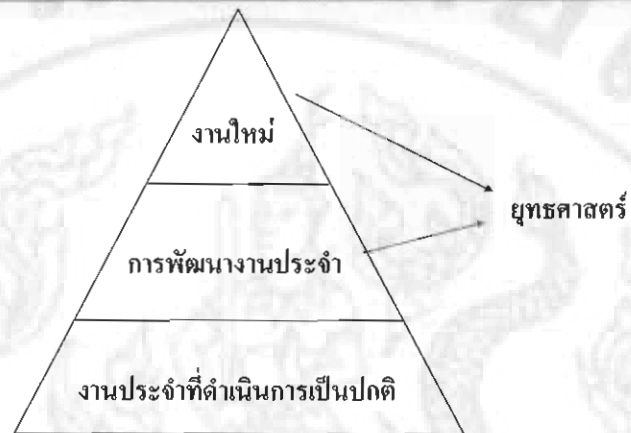 งานใหม่
ยุทธศาสตร์
การพัฒนางานประจำ
งานประจำที่ดำเนินการเป็นปกติ